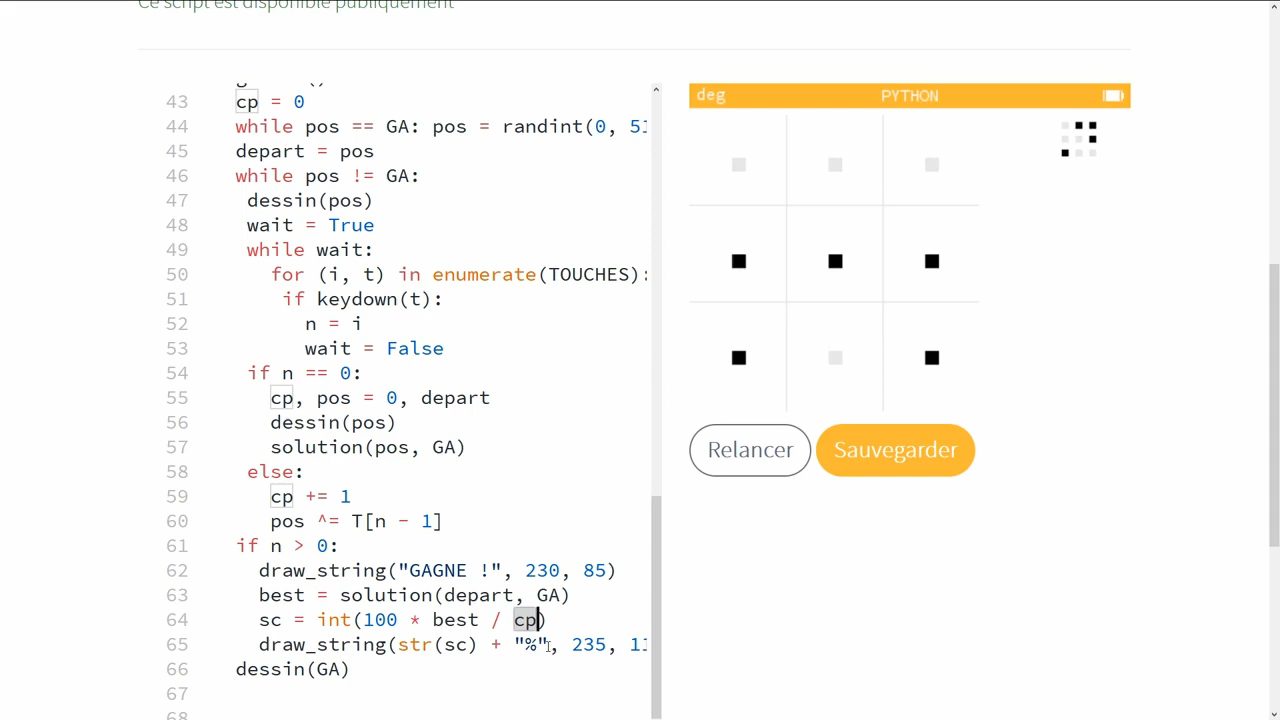 Ce script est disponible publiquement
43 cp = 0
44 while pos == GA: pos = randint(0, 51
45 depart = pos
46 while pos != GA:
47 dessin(pos)
48 wait = True
49 while wait:
50 for (i, t) in enumerate(TOUCHES):
51 if keydown(t):
52 n = i
53 wait = False
54 if n == 0:
55 cp, pos = 0, depart
56 dessin(pos)
57 solution(pos, GA)
58 else:
59 cp += 1
60 pos ^= T[n - 1]
61 if n > 0:
62 draw_string("GAGNE !", 230, 85)
63 best = solution(depart, GA)
64 sc = int(100 * best / cp)
65 draw_string(str(sc) + "%", 235, 11
66 dessin(GA)
67
68
deg PYTHON
Relancer Sauvegarder